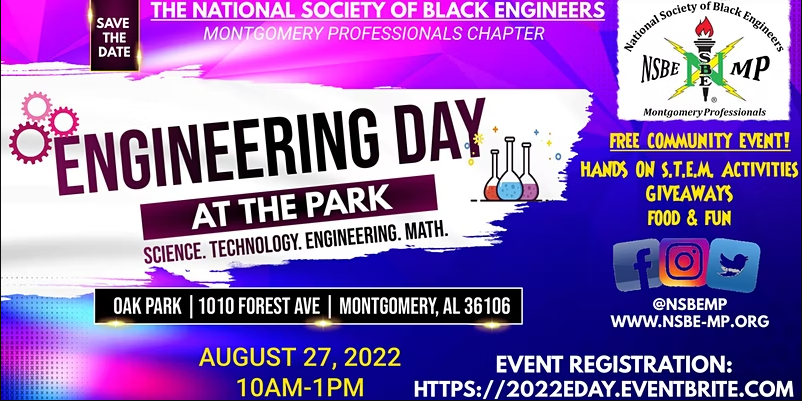 SAVE
THE
DATE
THE NATIONAL SOCIETY OF BLACK ENGINEERS
MONTGOMERY PROFESSIONALS CHAPTER
National Society of Black Engineers
NSBE MP
NSBE
®
Montgomery Professionals
ENGINEERING DAY
AT THE PARK
SCIENCE. TECHNOLOGY. ENGINEERING. MATH.
FREE COMMUNITY EVENT!
HANDS ON S.T.E.M. ACTIVITIES
GIVEAWAYS
FOOD & FUN
@NSBEMP
WWW.NSBE-MP.ORG
OAK PARK | 1010 FOREST AVE | MONTGOMERY, AL 36106
AUGUST 27, 2022
10AM-1PM
EVENT REGISTRATION:
HTTPS://2022EDAY.EVENTBRITE.COM